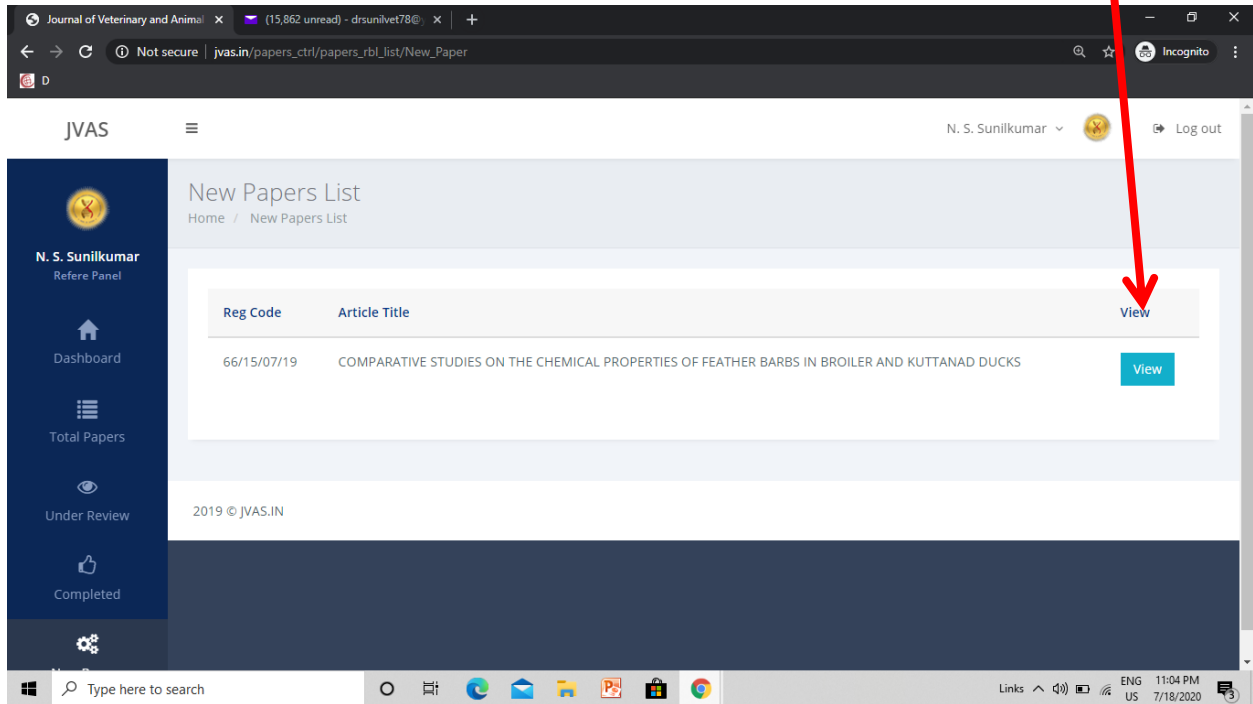 Journal of Veterinary and Animal
(15,862 unread) - drsunilvet78@
Not secure | jvas.in/papers_ctrl/papers_rbl_list/New_Paper
Incognito
D
JVAS
N. S. Sunilkumar
Log out
N. S. Sunilkumar
Refere Panel
Dashboard
Total Papers
Under Review
Completed
New Papers List
Home / New Papers List
Reg Code Article Title View
66/15/07/19 COMPARATIVE STUDIES ON THE CHEMICAL PROPERTIES OF FEATHER BARBS IN BROILER AND KUTTANAD DUCKS View
2019 © JVAS.IN
Type here to search
Links
ENG
US
11:04 PM
7/18/2020
3